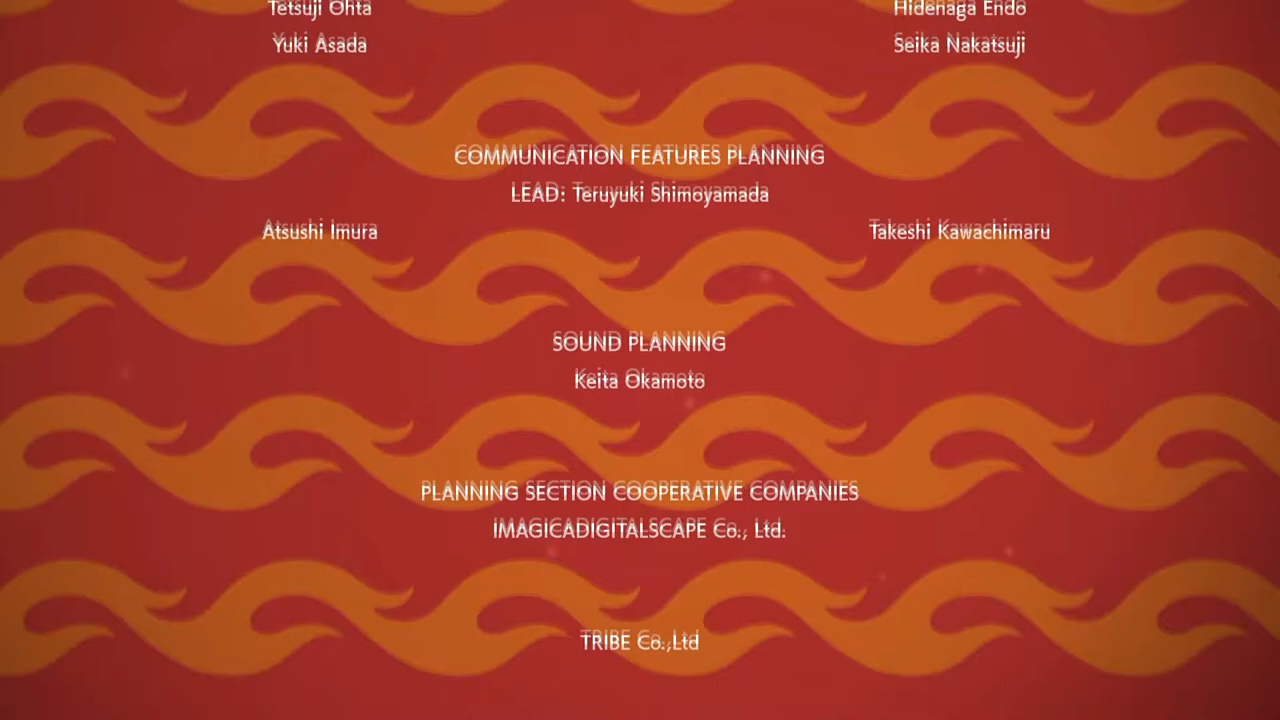 Tetsuji Ohta Hidenaga Endo
Yuki Asada Seika Nakatsuji
COMMUNICATION FEATURES PLANNING
LEAD: Teruyuki Shimoyamada
Atsushi Imura Takeshi Kawachimaru
SOUND PLANNING
Keita Okamoto
PLANNING SECTION COOPERATIVE COMPANIES
IMAGICADIGITALSCAPE Co., Ltd.
TRIBE Co.,Ltd